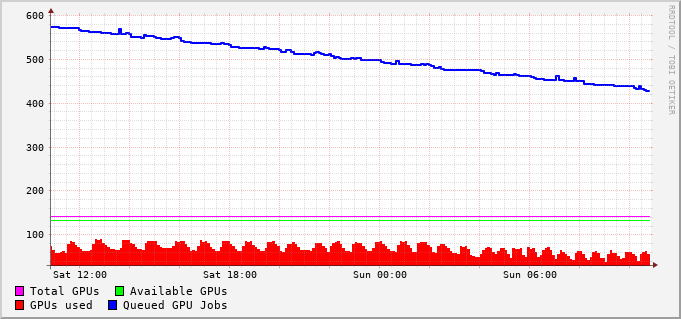 600
500
400
300
200
100
Sat 12:00 Sat 18:00 Sun 00:00 Sun 06:00
Total GPUs Available GPUs
GPUs used Queued GPU Jobs
RRDTOOL / TOBI OETIKER